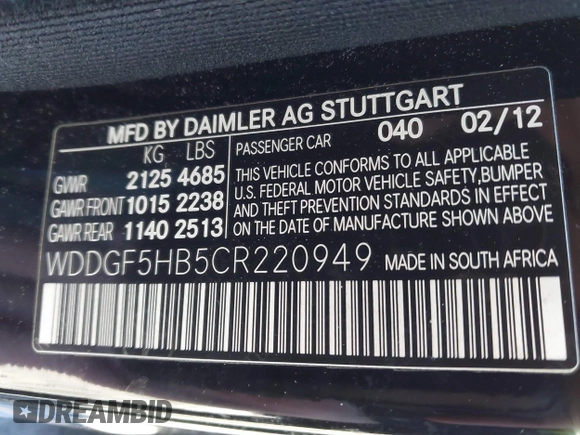 MFD BY DAIMLER AG STUTTGART
KG LBS PASSENGER CAR 040 02/12
GVWR 2125 4685 THIS VEHICLE CONFORMS TO ALL APPLICABLE
GAWR FRONT 1015 2238 U.S. FEDERAL MOTOR VEHICLE SAFETY,BUMPER
GAWR REAR 1140 2513 AND THEFT PREVENTION STANDARDS IN EFFECT
ON THE DATE OF MANUFACTURE SHOWN ABOVE
WDDGF5HB5CR220949 MADE IN SOUTH AFRICA
DREAMBID